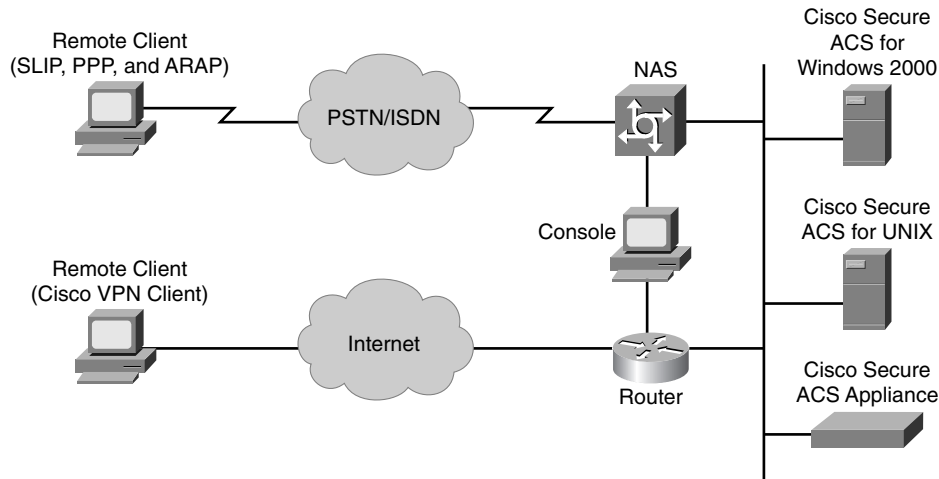 Remote Client
(SLIP, PPP, and ARAP)
PSTN/ISDN
NAS
Cisco Secure
ACS for
Windows 2000
Console
Cisco Secure
ACS for UNIX
Remote Client
(Cisco VPN Client)
Internet
Router
Cisco Secure
ACS Appliance